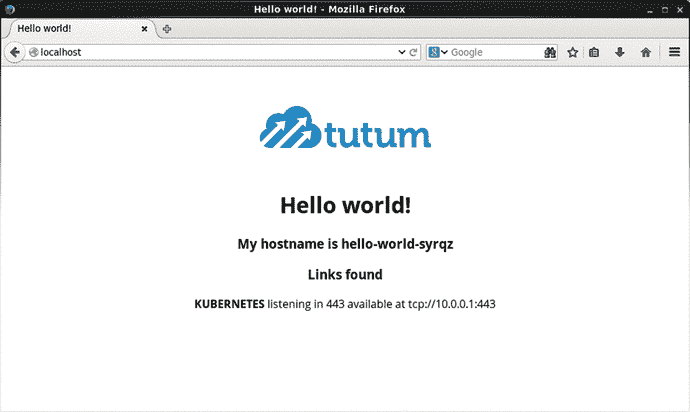 Hello world! - Mozilla Firefox
Hello world!
localhost
Google
tutum
Hello world!
My hostname is hello-world-syrqz
Links found
KUBERNETES listening in 443 available at tcp://10.0.0.1:443